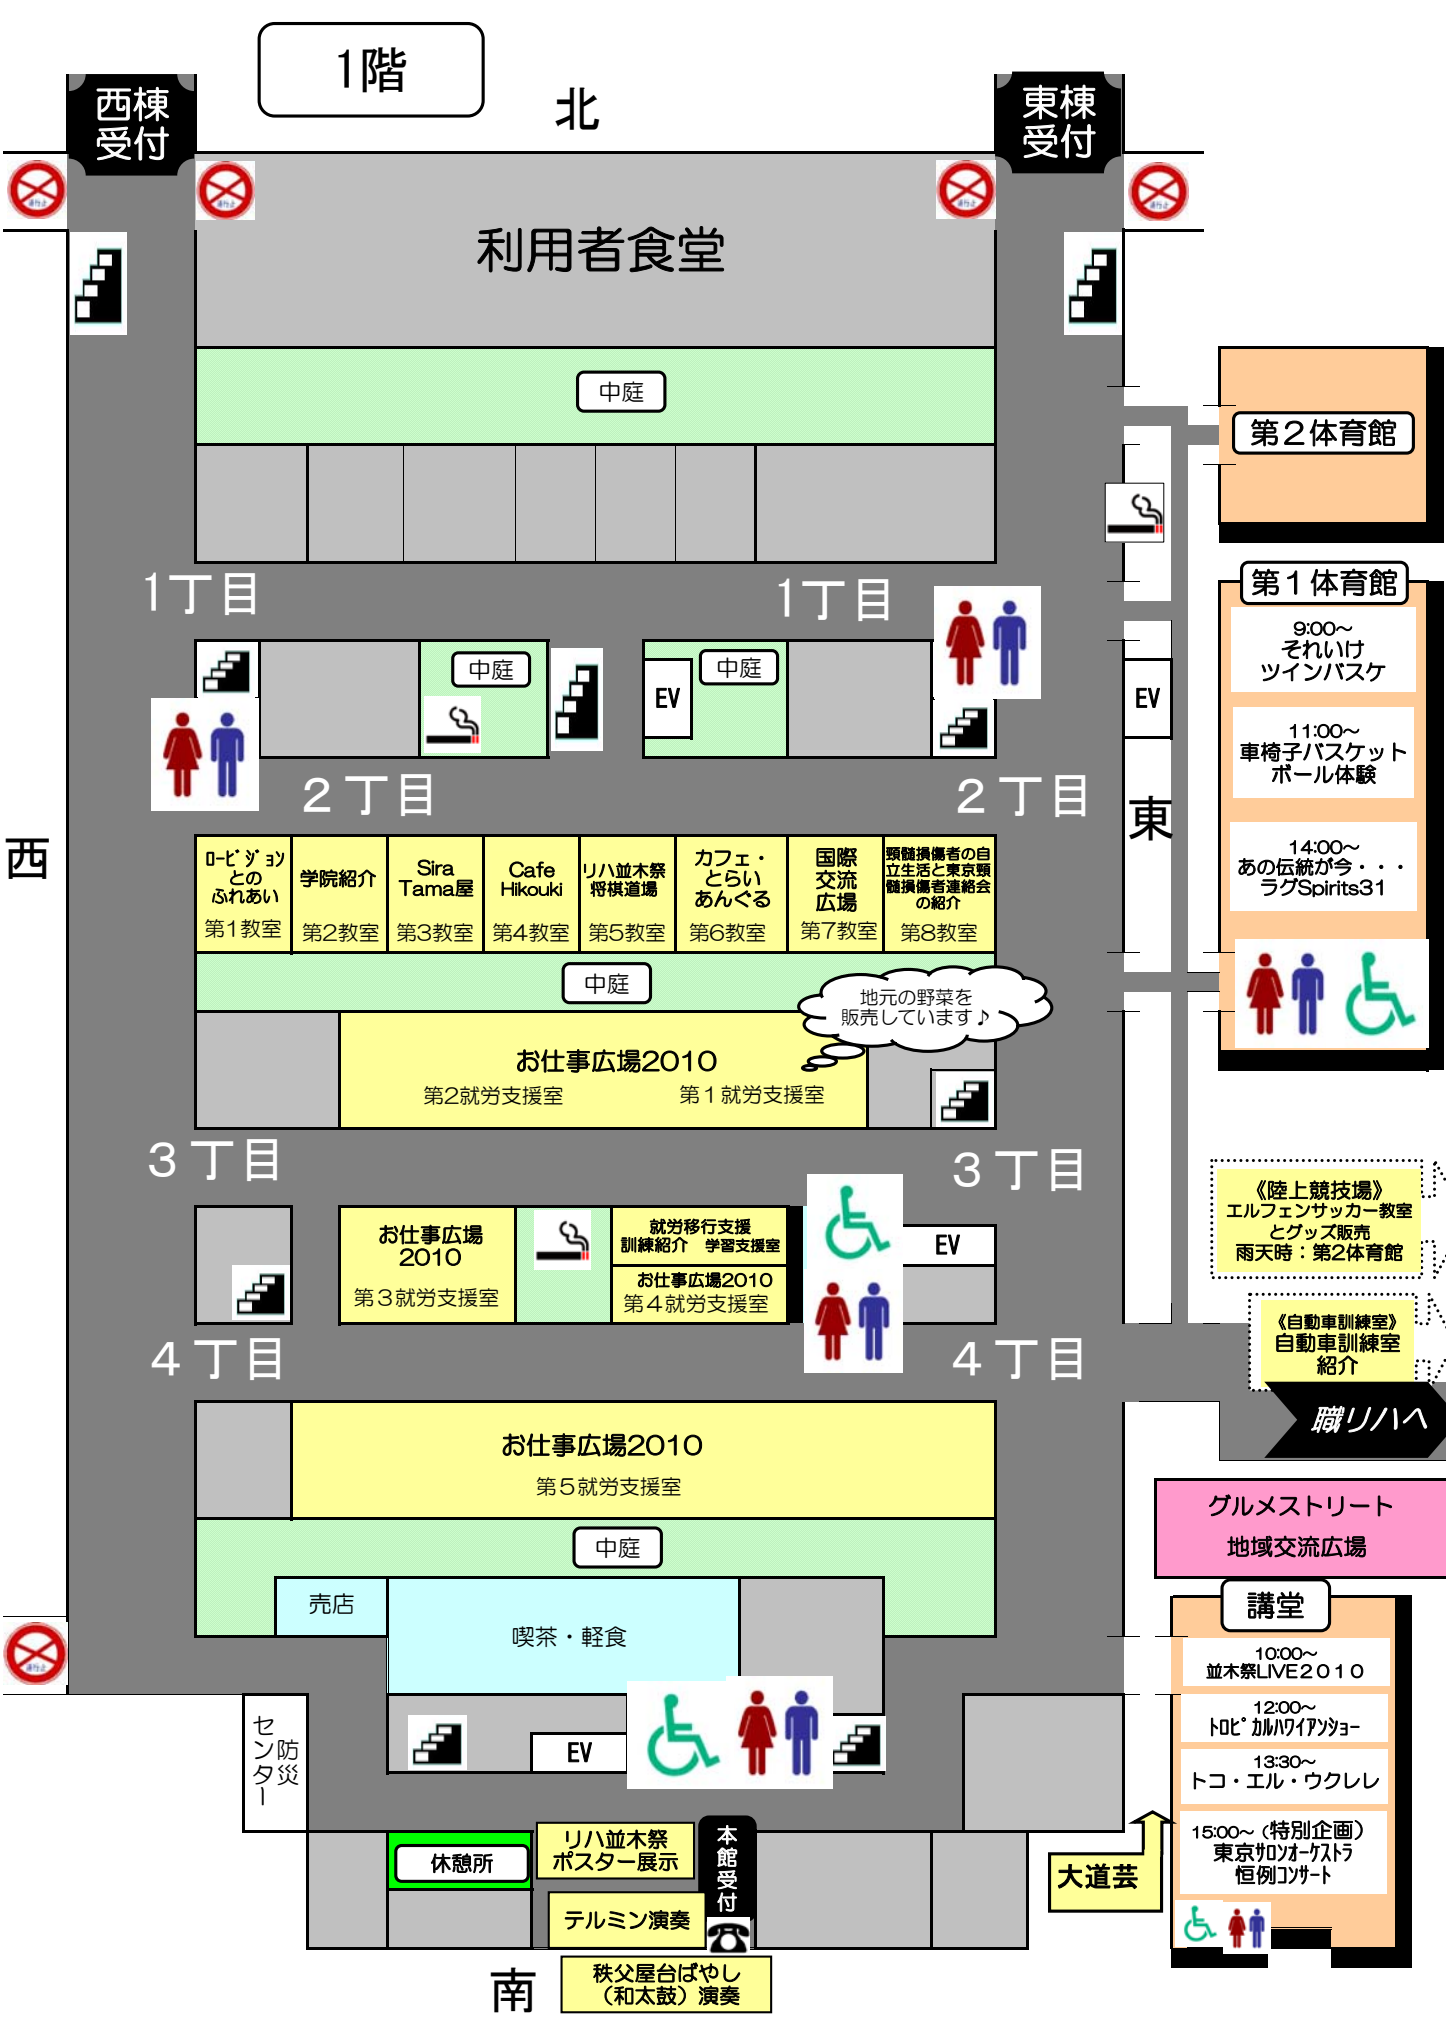 1階
北
西棟
受付
東棟
受付
利用者食堂
中庭
第2体育館
1丁目
1丁目
第1体育館
9:00～
それいけ
ツインバスケ
中庭
EV
中庭
EV
11:00～
車椅子バスケット
ボール体験
2丁目
2丁目
東
西
14:00～
あの伝統が今・・・
ラグSpirits31
ロービジョン
との
ふれあい
第1教室
学院紹介
第2教室
Sira
Tama屋
第3教室
Cafe
Hikouki
第4教室
リハ並木祭
将棋道場
第5教室
カフェ・
とらい
あんぐる
第6教室
国際
交流
広場
第7教室
頸髄損傷者の自
立生活と東京頸
髄損傷者連絡会
の紹介
第8教室
中庭
地元の野菜を
販売しています♪
お仕事広場2010
第2就労支援室
第1就労支援室
3丁目
3丁目
《陸上競技場》
エルフェンサッカー教室
とグッズ販売
雨天時：第2体育館
お仕事広場
2010
第3就労支援室
就労移行支援
訓練紹介 学習支援室
お仕事広場2010
第4就労支援室
EV
《自動車訓練室》
自動車訓練室
紹介
4丁目
4丁目
職リハへ
お仕事広場2010
第5就労支援室
グルメストリート
地域交流広場
中庭
売店
喫茶・軽食
講堂
10:00～
並木祭LIVE2010
12:00～
トロピカルハワイアンショー
13:30～
トコ・エル・ウクレレ
15:00～（特別企画）
東京サロンオーケストラ
恒例コンサート
防災
センター
EV
休憩所
リハ並木祭
ポスター展示
本館受付
大道芸
テルミン演奏
南
秩父屋台ばやし
（和太鼓）演奏